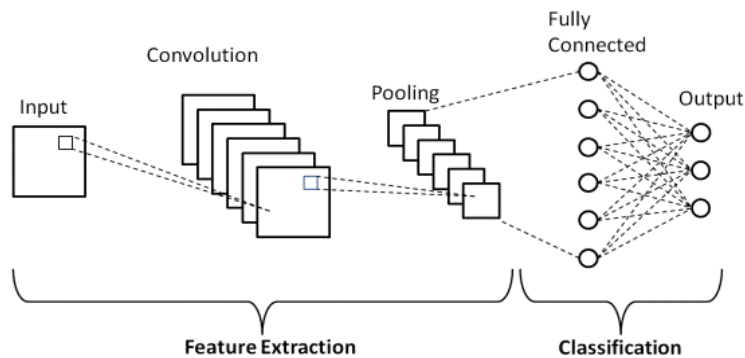 Input
Convolution
Pooling
Fully
Connected
Output
Feature Extraction
Classification